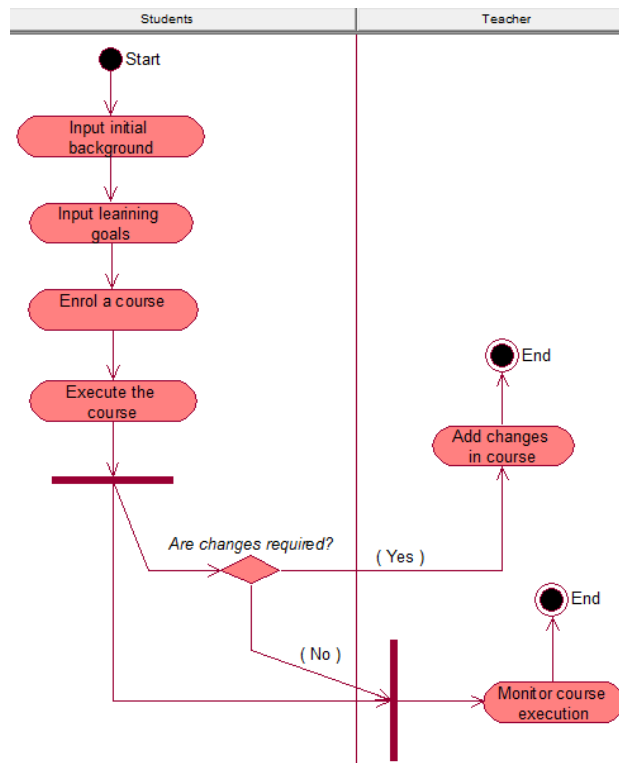 Students
Teacher
Start
Input initial
background
Input learining
goals
Enrol a course
Execute the
course
End
Add changes
in course
Are changes required?
( Yes )
End
( No )
Monitor course
execution